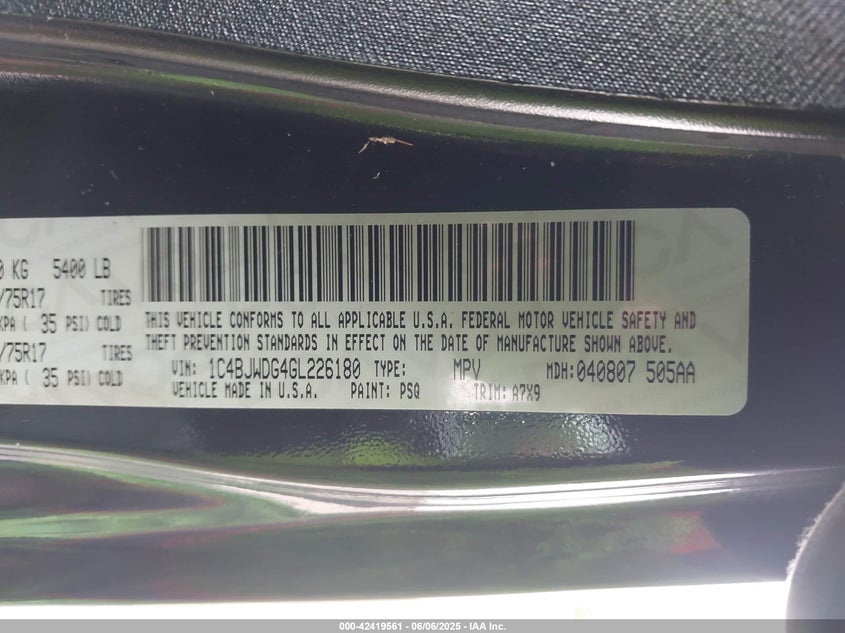 0 KG 5400 LB
/75R17 TIRES
KPA ( 35 PSI) COLD
/75R17 TIRES
KPA ( 35 PSI) COLD
THIS VEHICLE CONFORMS TO ALL APPLICABLE U.S.A. FEDERAL MOTOR VEHICLE SAFETY AND
THEFT PREVENTION STANDARDS IN EFFECT ON THE DATE OF MANUFACTURE SHOWN ABOVE.
VIN: 1C4BJWDG4GL226180 TYPE: MPV MDH: 040807 505AA
VEHICLE MADE IN U.S.A. PAINT: PSQ TRIM: A7X9
000-42419561 - 06/06/2025 - IAA Inc.